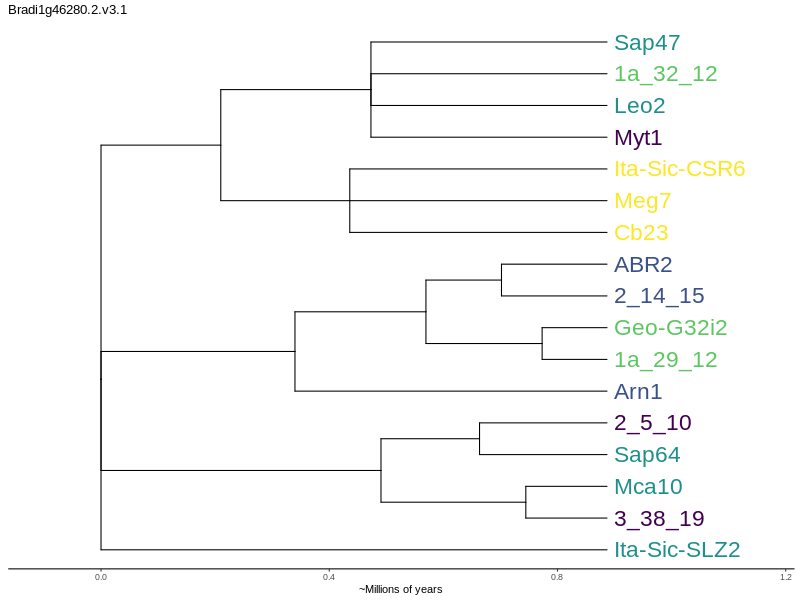 Bradi1g46280.2.v3.1
Sap47
1a_32_12
Leo2
Myt1
Ita-Sic-CSR6
Meg7
Cb23
ABR2
2_14_15
Geo-G32i2
1a_29_12
Arn1
2_5_10
Sap64
Mca10
3_38_19
Ita-Sic-SLZ2
0.0 0.4 0.8 1.2
~Millions of years